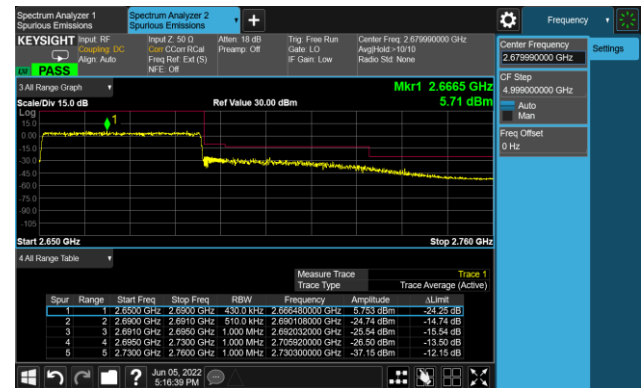 Spectrum Analyzer 1
Spurious Emissions
Spectrum Analyzer 2
Spurious Emissions
Frequency
KEYSIGHT
Input: RF
Coupling: DC
Align: Auto
Input Z: 50 Ω
Corr CCorr RCal
Freq Ref: Ext (S)
NFE: Off
Atten: 18 dB
Preamp: Off
Trig: Free Run
Gate: LO
IF Gain: Low
Center Freq: 2.679990000 GHz
Avg|Hold:>10/10
Radio Std: None
PASS
Center Frequency
2.679990000 GHz
Settings
CF Step
4.999000000 GHz
Auto
Man
Freq Offset
0 Hz
3 All Range Graph
Mkr1 2.6665 GHz
Scale/Div 15.0 dB
Ref Value 30.00 dBm
5.71 dBm
Log
15.0
0.00
-15.0
-30.0
-45.0
-60.0
-75.0
-90.0
-105
1
Start 2.650 GHz
Stop 2.760 GHz
4 All Range Table
Measure Trace Trace 1
Trace Type Trace Average (Active)
Spur Range Start Freq Stop Freq RBW Frequency Amplitude ΔLimit
1 1 2.6500 GHz 2.6900 GHz 430.0 kHz 2.666480000 GHz 5.753 dBm -24.25 dB
2 2 2.6900 GHz 2.6910 GHz 510.0 kHz 2.690108000 GHz -24.74 dBm -14.74 dB
3 3 2.6910 GHz 2.6950 GHz 1.000 MHz 2.692032000 GHz -25.54 dBm -15.54 dB
4 4 2.6950 GHz 2.7300 GHz 1.000 MHz 2.705920000 GHz -26.50 dBm -13.50 dB
5 5 2.7300 GHz 2.7600 GHz 1.000 MHz 2.730300000 GHz -37.15 dBm -12.15 dB
Jun 05, 2022
5:16:39 PM